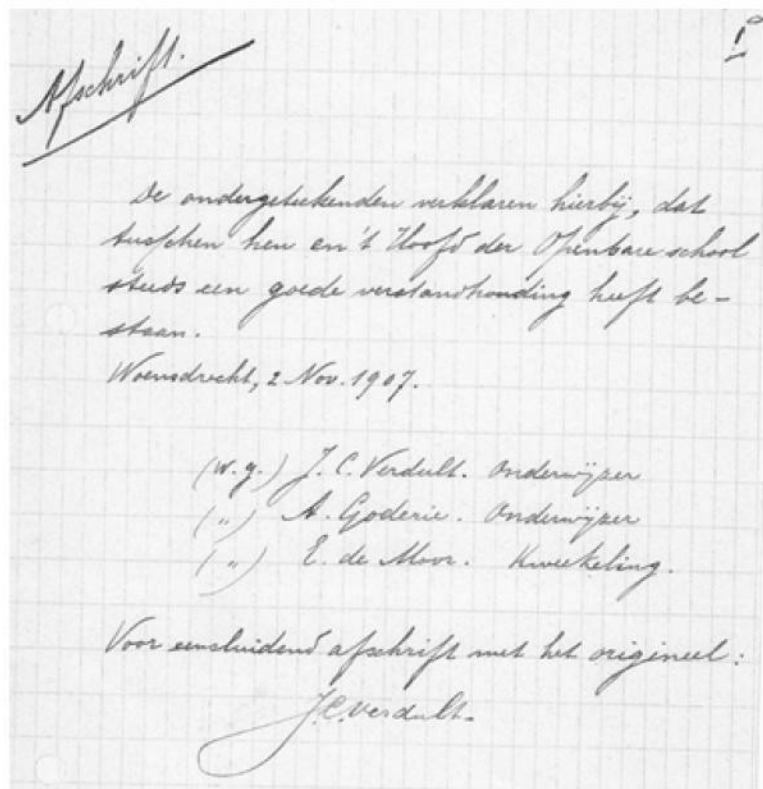 Afschrift.
De ondergeteekenden verklaren hierbij, dat
tusschen hen en 't Hoofd der Openbare school
steeds een goede verstandhouding heeft be-
staan.
Woensdrecht, 2 Nov. 1907.
(w.g.) J. C. Verdult. Onderwijzer
( „ ) A. Goderie. Onderwijzer
( „ ) E. de Moor. Kweekeling.
Voor eensluidend afschrift met het origineel:
J.C. Verdult.